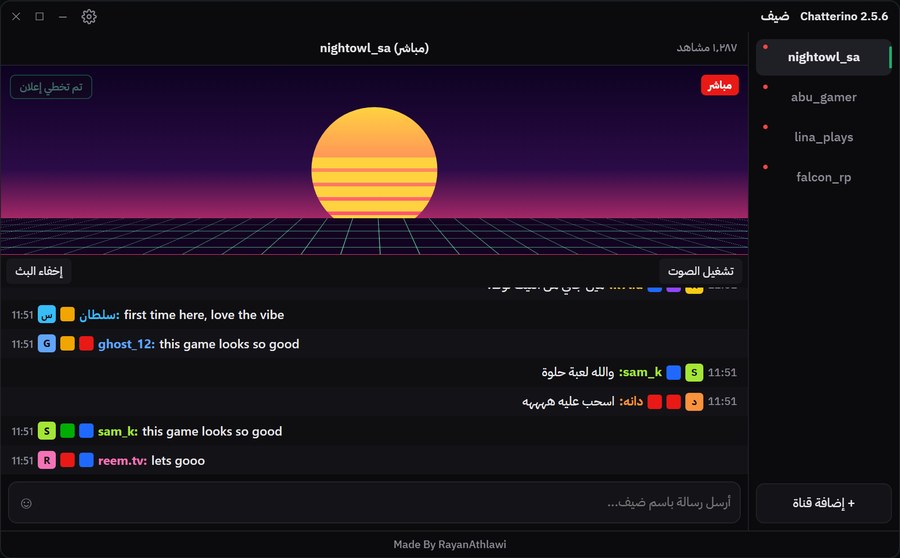 Chatterino 2.5.6 ضيف
nightowl_sa (مباشر)
١٬٢٨٧ مشاهد
nightowl_sa
abu_gamer
lina_plays
falcon_rp
مباشر
تم تخطي إعلان
تشغيل الصوت
إخفاء البث
11:51 س سلطان: first time here, love the vibe
11:51 G ghost_12: this game looks so good
11:51 S sam_k: والله لعبة حلوة
11:51 د دانه: اسحب عليه هههه
11:51 S sam_k: this game looks so good
11:51 R reem.tv: lets gooo
أرسل رسالة باسم ضيف...
+ إضافة قناة
Made By RayanAthlawi